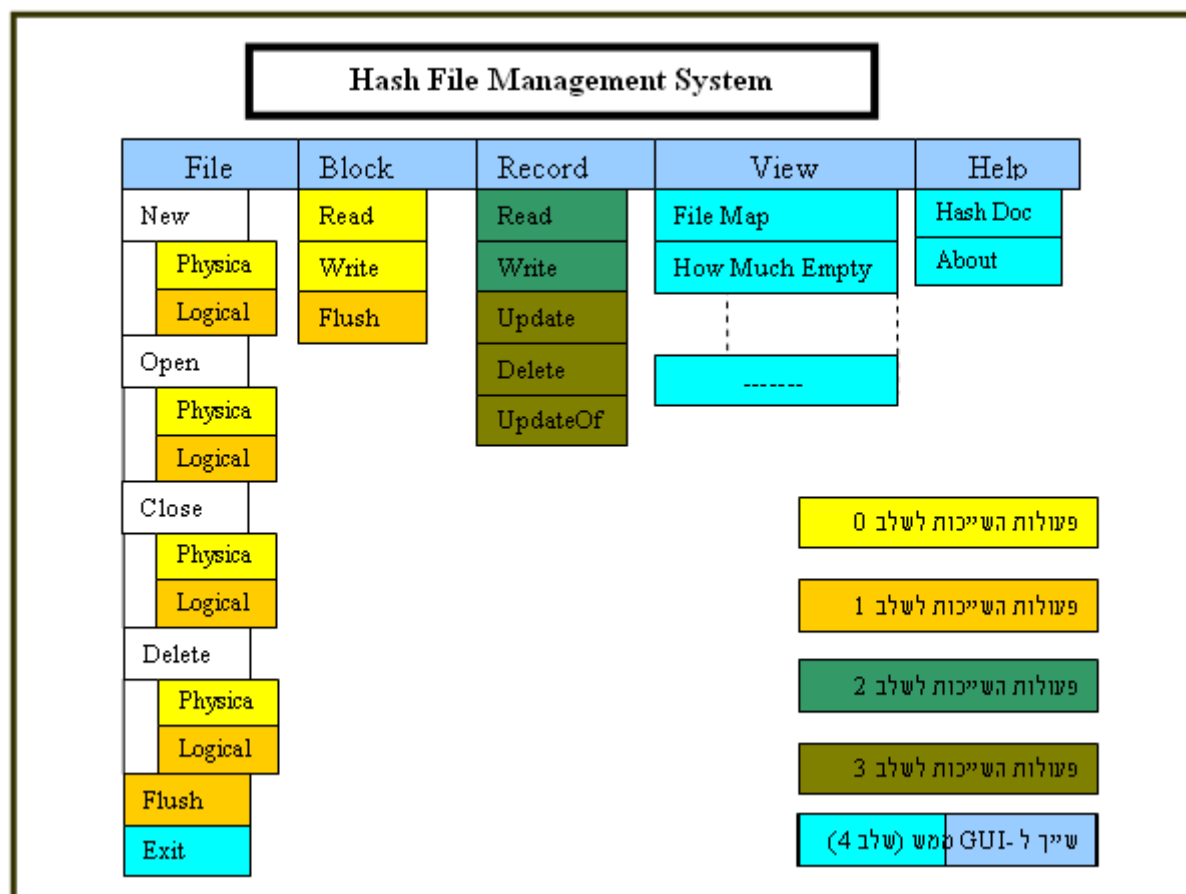 Hash File Management System
File Block Record View Help
New
Physica
Logical
Open
Physica
Logical
Close
Physica
Logical
Delete
Physica
Logical
Flush
Exit
Read
Write
Flush
Read
Write
Update
Delete
UpdateOf
File Map
How Much Empty
-------
Hash Doc
About
פעולות השייכות לשלב 0
פעולות השייכות לשלב 1
פעולות השייכות לשלב 2
פעולות השייכות לשלב 3
שייך ל -GUI ממש (שלב 4)